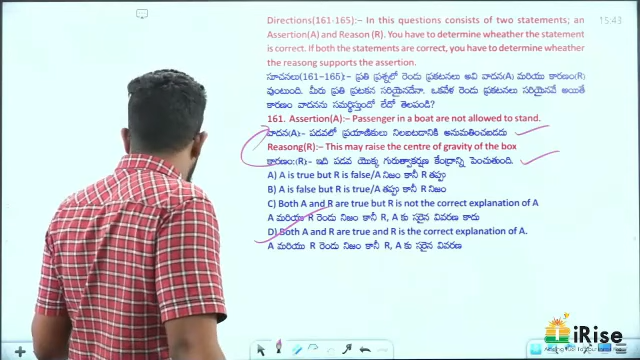 Directions(161-165):- In this questions consists of two statements; an
15:43
Assertion(A) and Reason (R). You have to determine wheather the statement
is correct. If both the statements are correct, you have to determine wheather
the reasong supports the assertion.
సూచనలు(161-165):- ప్రతి ప్రశ్నలో రెండు ప్రకటనలు అవి వాదన(A) మరియు కారణం(R)
వుంటుంది. మీరు ప్రతి ప్రకటన సరియైనదేనా. ఒకవేళ రెండు ప్రకటనలు సరియైనవే అయితే
కారణం వాదనను సమర్థిస్తుందో లేదో తెలపండి?
161. Assertion(A):- Passenger in a boat are not allowed to stand.
వాదన(A):- పడవలో ప్రయాణికులు నిలబటడానికి అనుమతించబడదు
Reasong(R):- This may raise the centre of gravity of the boat
కారణం:(R):- ఇది పడవ యొక్క గురుత్వాకర్షణ కేంద్రాన్ని పెంచుతుంది.
A) A is true but R is false/A నిజం కానీ R తప్పు
B) A is false but R is true/A తప్పు కానీ R నిజం
C) Both A and R are true but R is not the correct explanation of A
A మరియు R రెండు నిజం కానీ R, A కు సరైన వివరణ కాదు
D) Both A and R are true and R is the correct explanation of A.
A మరియు R రెండు నిజం కానీ R, A కు సరైన వివరణ
iRise